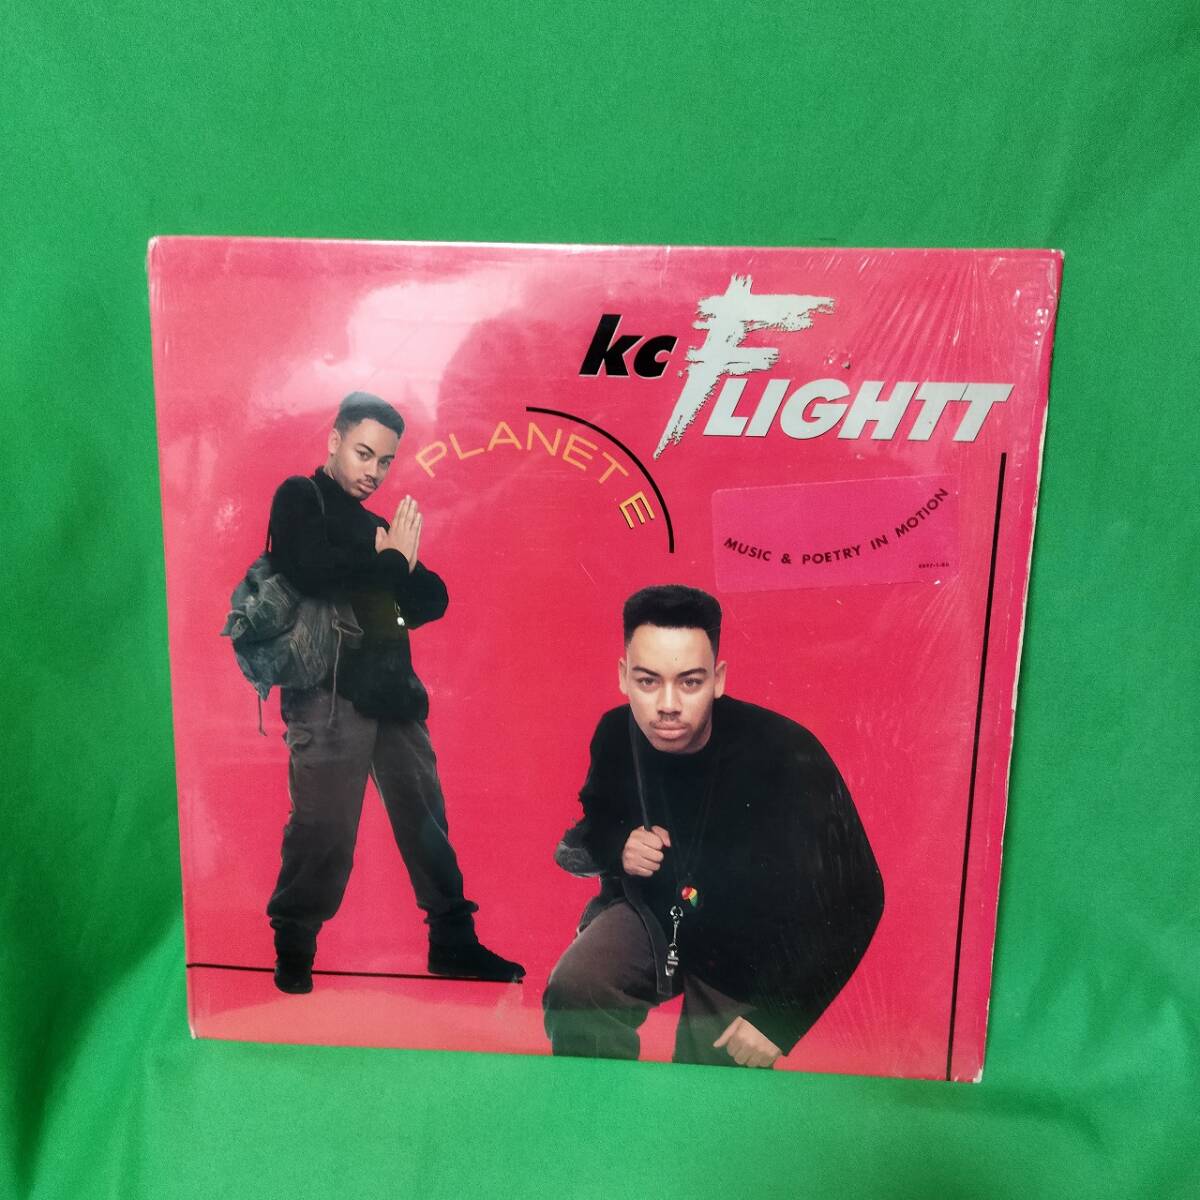 kc FLIGHTT
PLANET E
MUSIC & POETRY IN MOTION